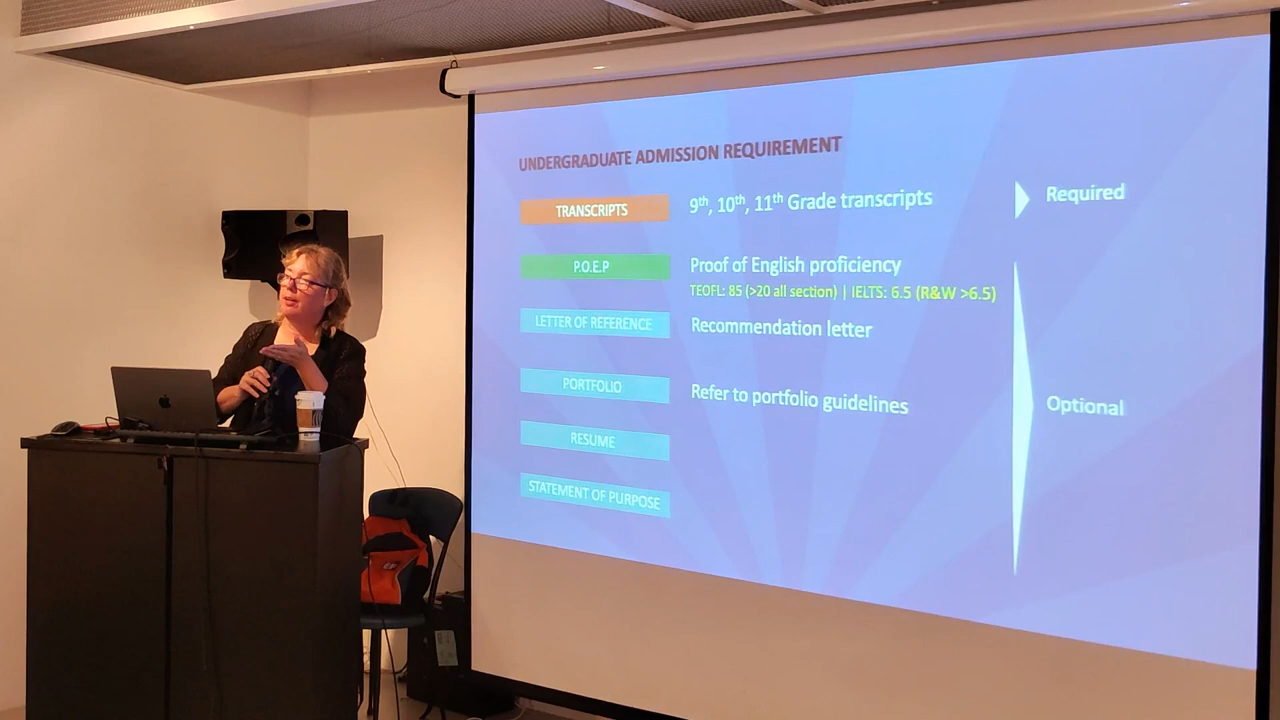 UNDERGRADUATE ADMISSION REQUIREMENT
TRANSCRIPTS
9th, 10th, 11th Grade transcripts
Required
P.O.E.P
Proof of English proficiency
TEOFL: 85 (>20 all section) | IELTS: 6.5 (R&W >6.5)
LETTER OF REFERENCE
Recommendation letter
PORTFOLIO
Refer to portfolio guidelines
Optional
RESUME
STATEMENT OF PURPOSE